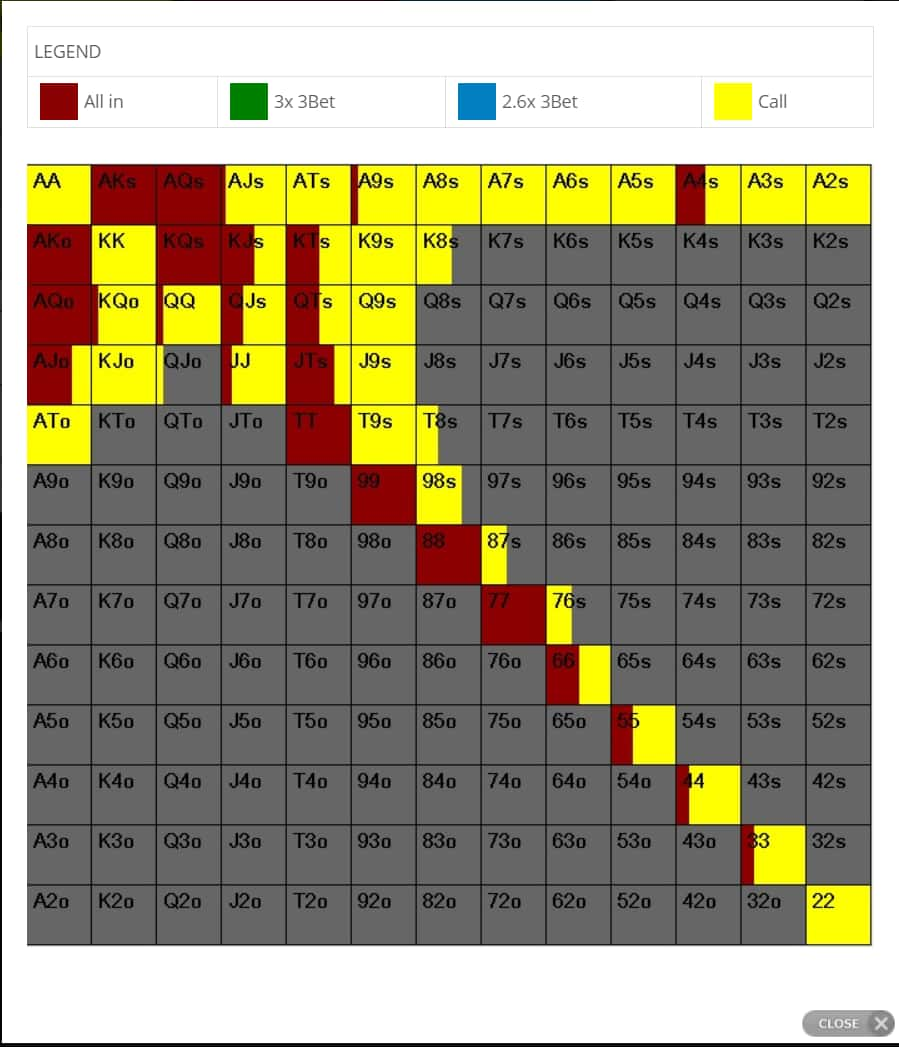 LEGEND
All in 3x 3Bet 2.6x 3Bet Call
AA AKs AQs AJs ATs A9s A8s A7s A6s A5s A4s A3s A2s
AKo KK KQs KJs KTs K9s K8s K7s K6s K5s K4s K3s K2s
AQo KQo QQ QJs QTs Q9s Q8s Q7s Q6s Q5s Q4s Q3s Q2s
AJo KJo QJo JJ JTs J9s J8s J7s J6s J5s J4s J3s J2s
ATo KTo QTo JTo TT T9s T8s T7s T6s T5s T4s T3s T2s
A9o K9o Q9o J9o T9o 99 98s 97s 96s 95s 94s 93s 92s
A8o K8o Q8o J8o T8o 98o 88 87s 86s 85s 84s 83s 82s
A7o K7o Q7o J7o T7o 97o 87o 77 76s 75s 74s 73s 72s
A6o K6o Q6o J6o T6o 96o 86o 76o 66 65s 64s 63s 62s
A5o K5o Q5o J5o T5o 95o 85o 75o 65o 55 54s 53s 52s
A4o K4o Q4o J4o T4o 94o 84o 74o 64o 54o 44 43s 42s
A3o K3o Q3o J3o T3o 93o 83o 73o 63o 53o 43o 33 32s
A2o K2o Q2o J2o T2o 92o 82o 72o 62o 52o 42o 32o 22
CLOSE